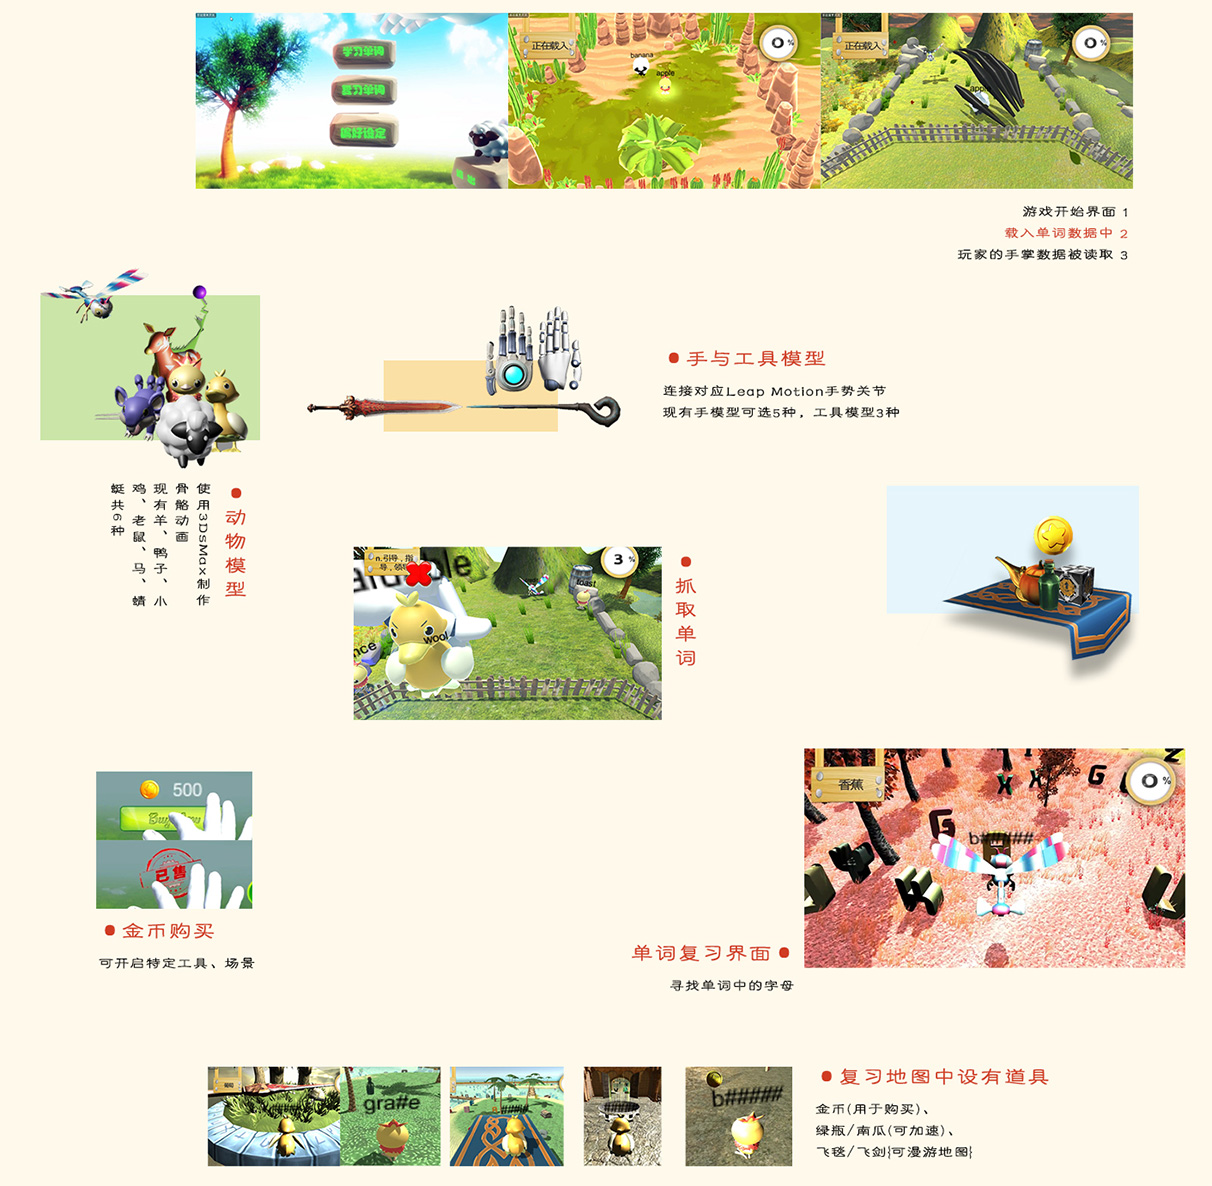 学习单词
复习单词
喂好设定
正在载入
0 %
banana
apple
正在载入
0 %
游戏开始界面 1
载入单词数据中 2
玩家的手掌数据被读取 3
●手与工具模型
连接对应Leap Motion手势关节
现有手模型可选5种，工具模型3种
●动物模型
使用3DsMax制作
骨骼动画
现有羊、鸭子、小
鸡、老鼠、马、蜻
蜓共6种
n.引导，指
导，领
3 %
toast
wool
nce
●抓取单词
500
已售
●金币购买
可开启特定工具、场景
香蕉
0 %
b#####
G
单词复习界面●
寻找单词中的字母
gra#e
b#####
●复习地图中设有道具
金币(用于购买)、
绿瓶/南瓜(可加速)、
飞毯/飞剑{可漫游地图}